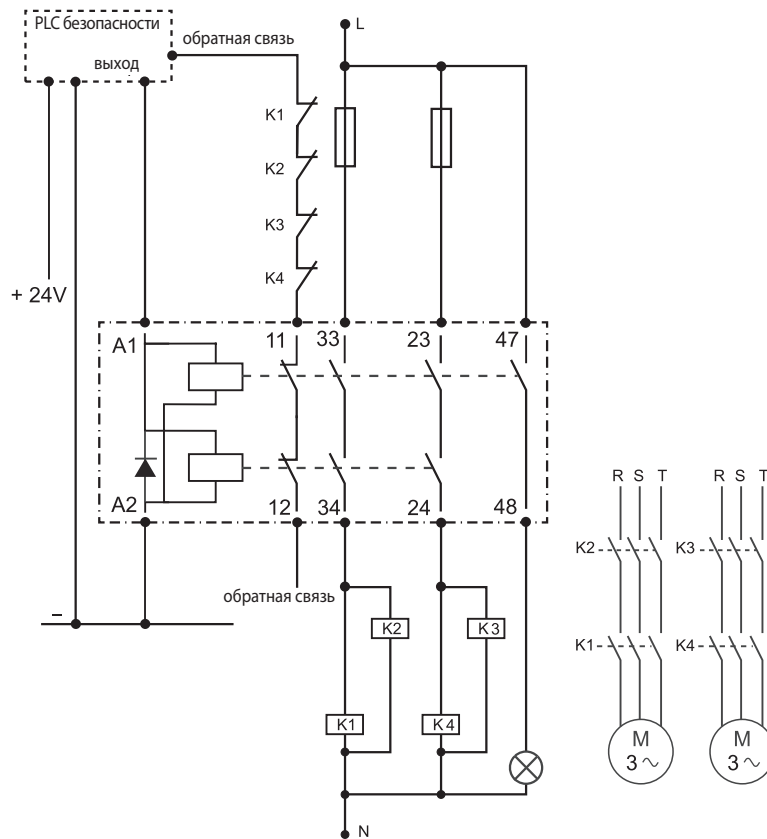 PLC безопасности
обратная связь
L
выход
K1
K2
K3
K4
+ 24V
A1
11
33
23
47
A2
12
34
24
48
R S T
R S T
K2
K3
обратная связь
–
K2
K3
K1
K4
K1
K4
M
3 ~
M
3 ~
N